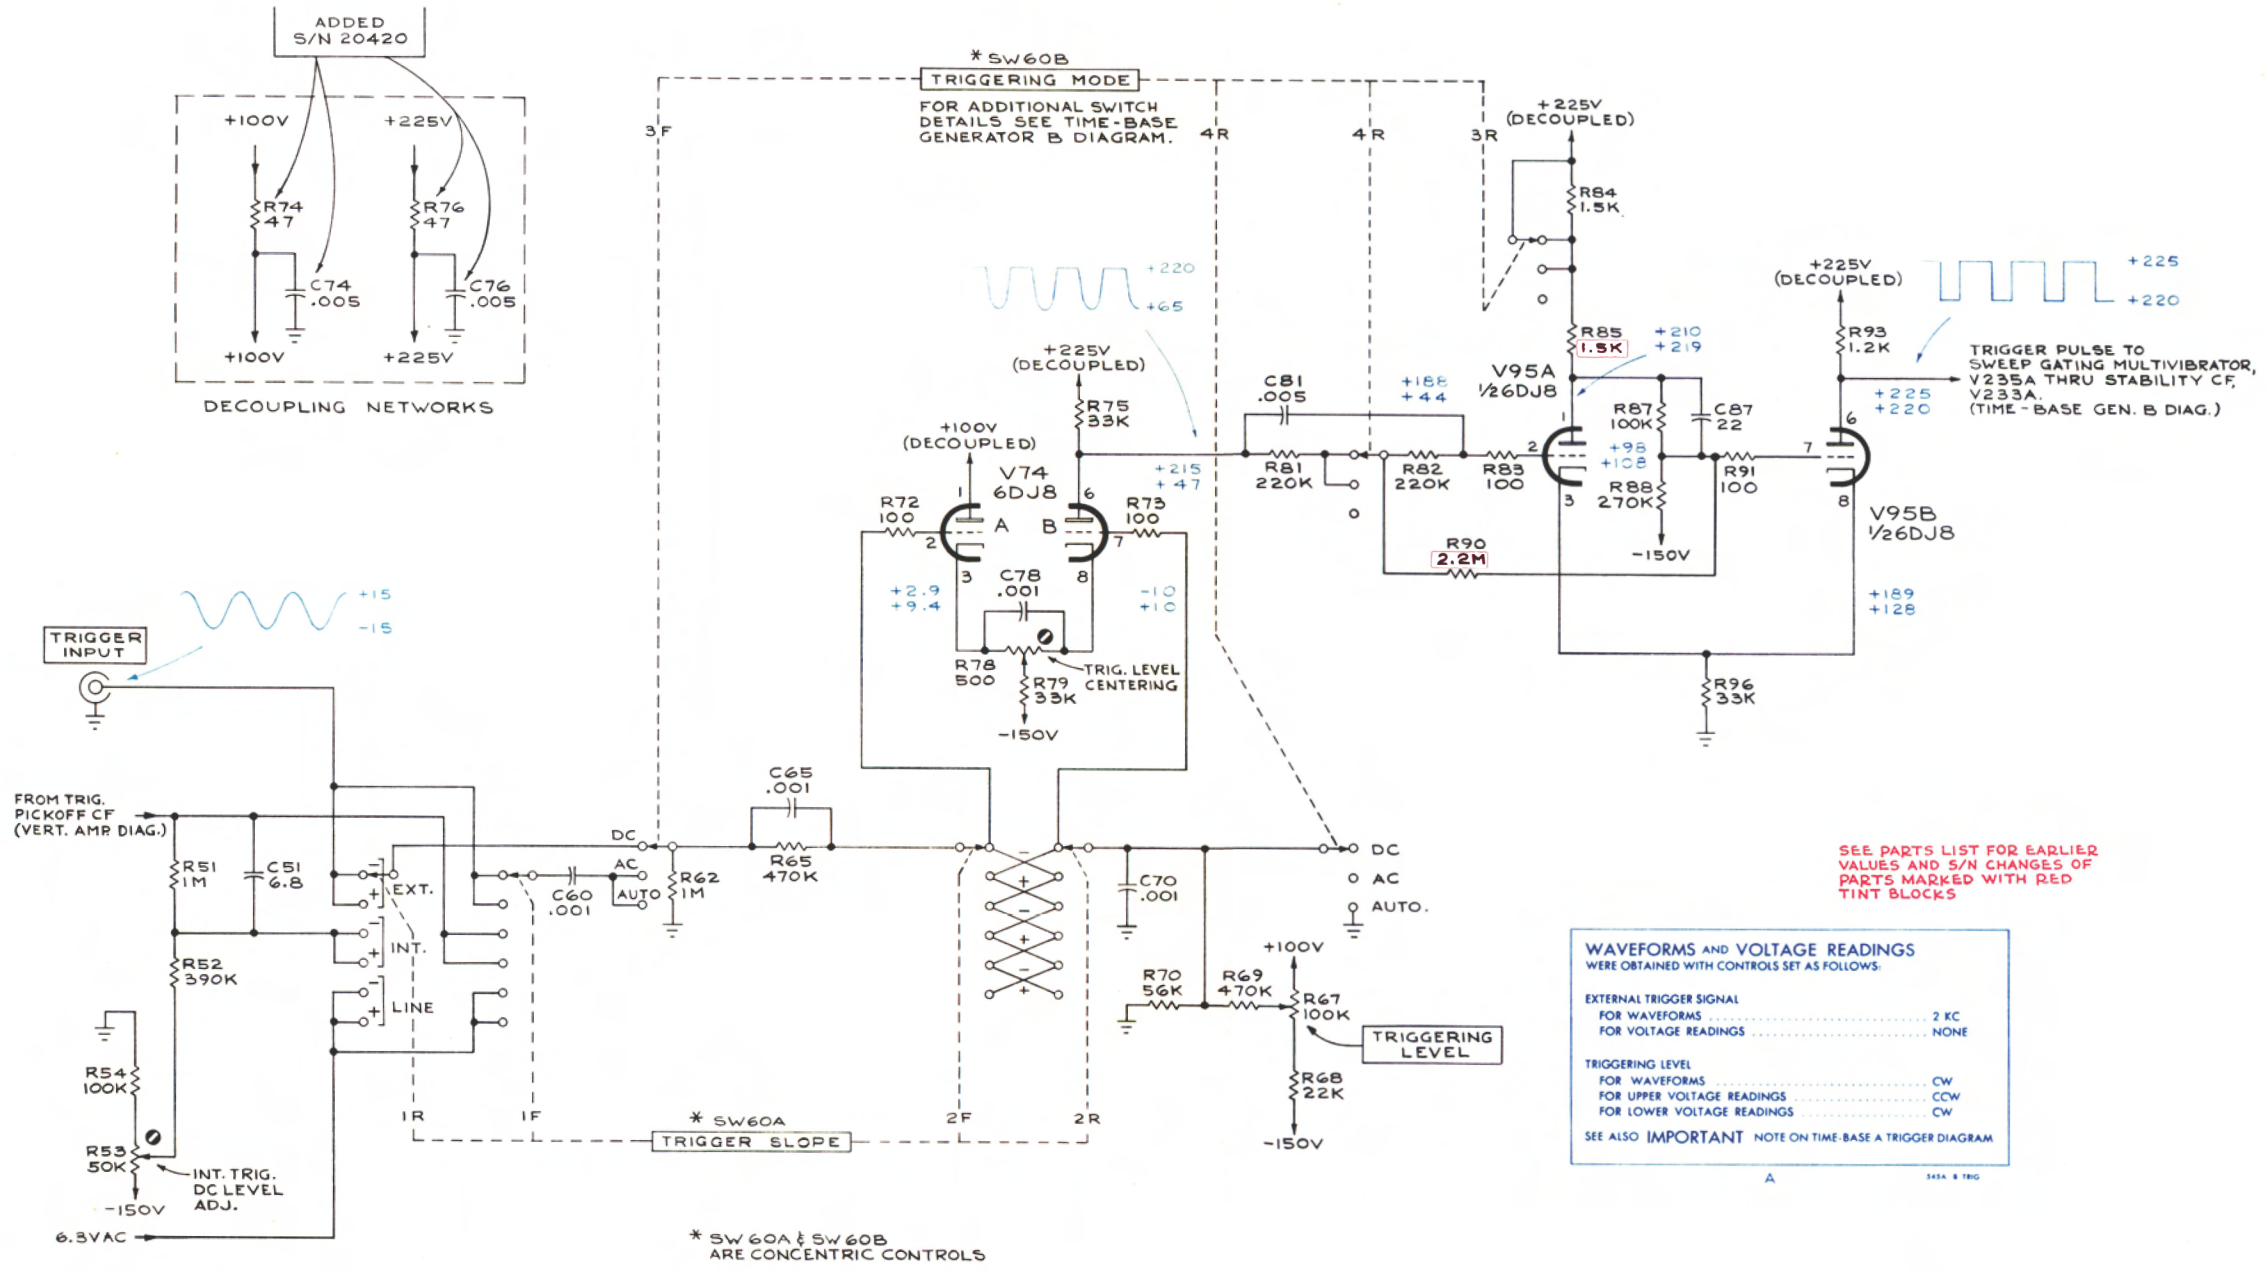 ADDED
S/N 20420
+100V
+225V
R74
47
R76
47
C74
.005
C76
.005
+100V
+225V
DECOUPLING NETWORKS
* SW60B
TRIGGERING MODE
FOR ADDITIONAL SWITCH
DETAILS SEE TIME-BASE
GENERATOR B DIAGRAM.
3F
4R
4R
3R
+225V
(DECOUPLED)
R84
1.5K
R85
1.5K
+210
+219
+220
+65
+225V
(DECOUPLED)
R75
33K
+100V
(DECOUPLED)
V74
6DJ8
1
6
R72
100
R73
100
A
B
2
7
3
8
C78
.001
+2.9
+9.4
-10
+10
R78
500
R79
33K
TRIG. LEVEL
CENTERING
-150V
+215
+47
C81
.005
+188
+44
R81
220K
R82
220K
R83
100
V95A
1/2 6DJ8
1
2
3
R87
100K
C87
22
+98
+108
R88
270K
R91
100
-150V
R90
2.2M
+225V
(DECOUPLED)
R93
1.2K
+225
+220
TRIGGER PULSE TO
SWEEP GATING MULTIVIBRATOR,
V235A THRU STABILITY CF,
V233A.
(TIME-BASE GEN. B DIAG.)
+225
+220
6
7
8
V95B
1/2 6DJ8
+189
+128
R96
33K
+15
-15
TRIGGER
INPUT
FROM TRIG.
PICKOFF CF
(VERT. AMP. DIAG.)
R51
1M
C51
6.8
R52
390K
R54
100K
R53
50K
INT. TRIG.
DC LEVEL
ADJ.
-150V
6.3VAC
-
+
EXT.
-
+
INT.
-
+
LINE
C60
.001
DC
AC
AUTO
R62
1M
C65
.001
R65
470K
-
+
-
+
-
+
C70
.001
DC
AC
AUTO.
R70
56K
R69
470K
+100V
R67
100K
TRIGGERING
LEVEL
R68
22K
-150V
1R
1F
2F
2R
* SW60A
TRIGGER SLOPE
* SW60A & SW60B
ARE CONCENTRIC CONTROLS
SEE PARTS LIST FOR EARLIER
VALUES AND S/N CHANGES OF
PARTS MARKED WITH RED
TINT BLOCKS
WAVEFORMS AND VOLTAGE READINGS
WERE OBTAINED WITH CONTROLS SET AS FOLLOWS:
EXTERNAL TRIGGER SIGNAL
FOR WAVEFORMS . . . . . . . . . . 2 KC
FOR VOLTAGE READINGS . . . . . . . . . . NONE
TRIGGERING LEVEL
FOR WAVEFORMS . . . . . . . . . . CW
FOR UPPER VOLTAGE READINGS . . . . . . . . . . CCW
FOR LOWER VOLTAGE READINGS . . . . . . . . . . CW
SEE ALSO IMPORTANT NOTE ON TIME-BASE A TRIGGER DIAGRAM
A
545A B TRIG